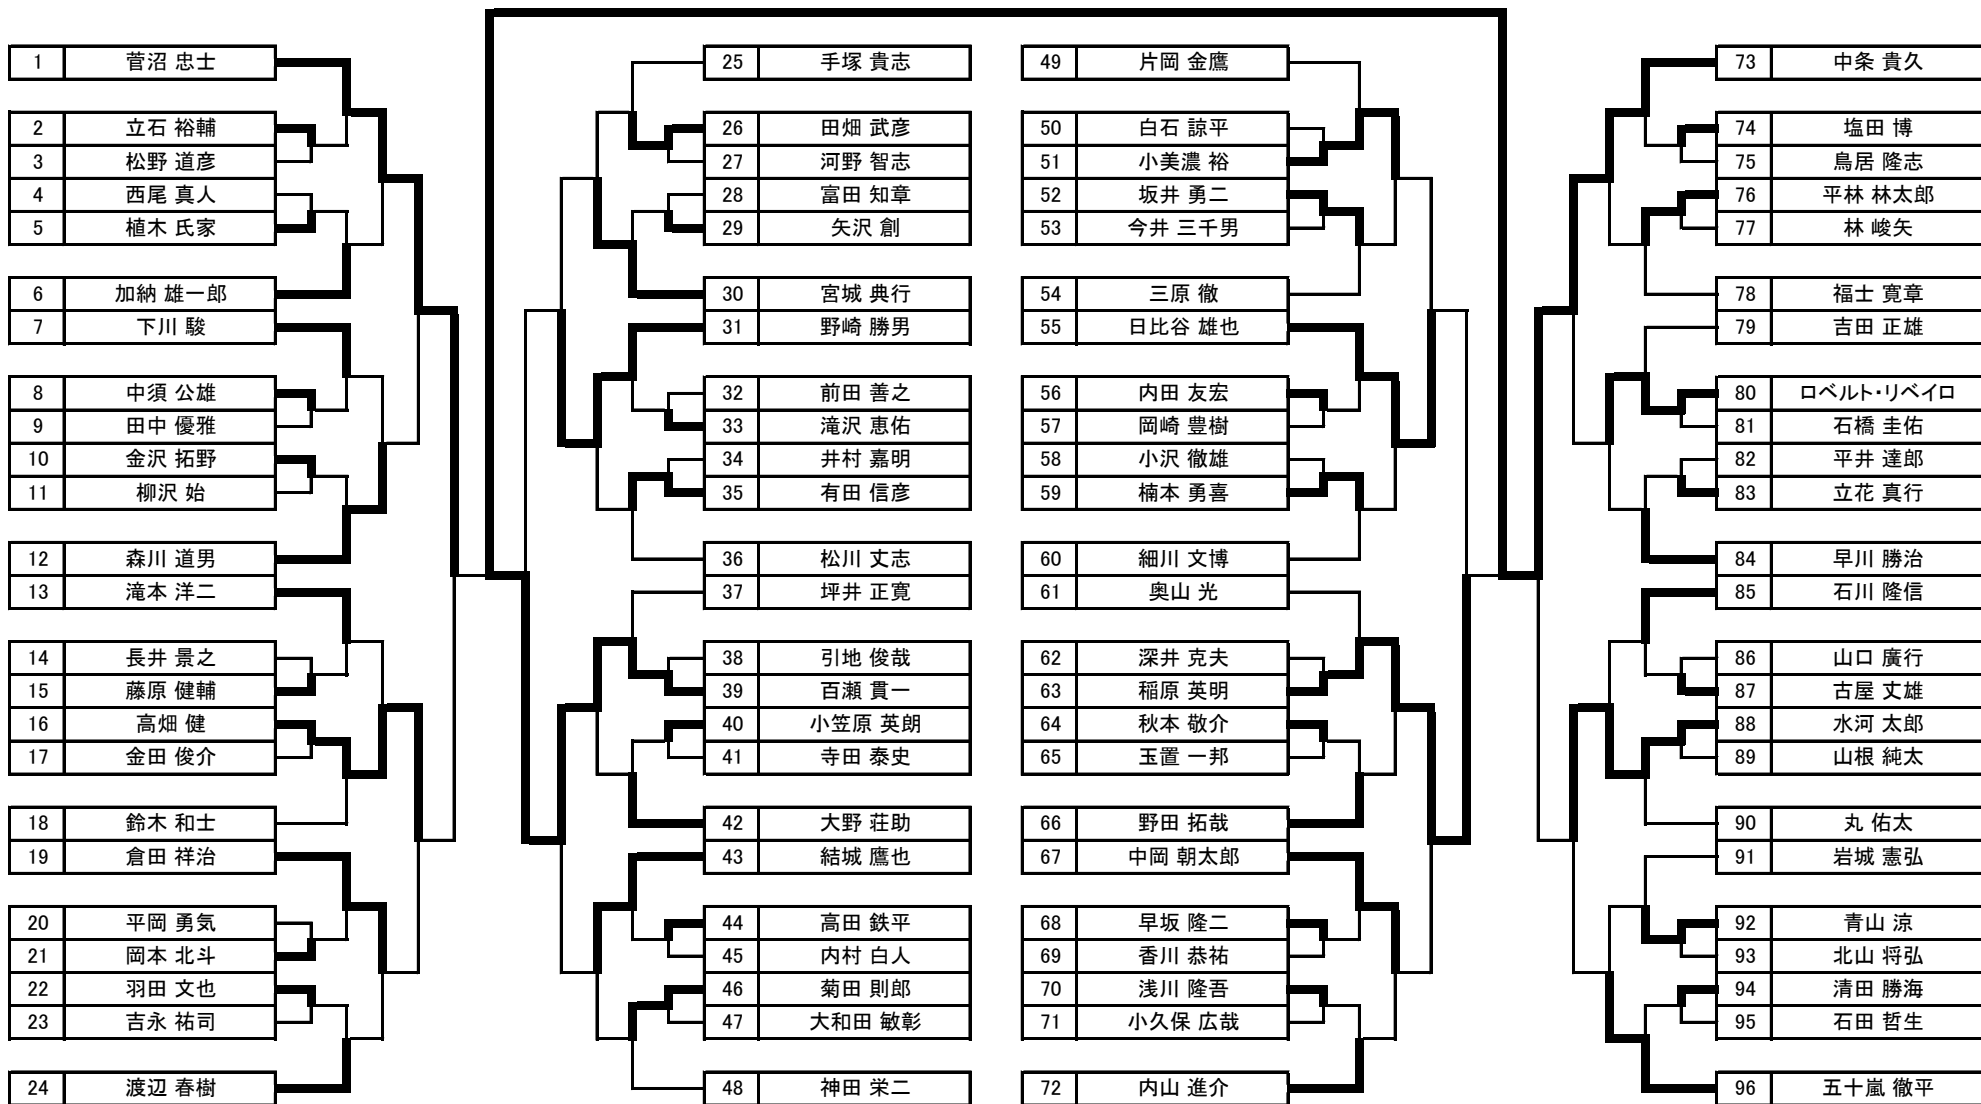 1 菅沼 忠士
2 立石 裕輔
3 松野 道彦
4 西尾 真人
5 植木 氏家
6 加納 雄一郎
7 下川 駿
8 中須 公雄
9 田中 優雅
10 金沢 拓野
11 柳沢 始
12 森川 道男
13 滝本 洋二
14 長井 景之
15 藤原 健輔
16 高畑 健
17 金田 俊介
18 鈴木 和士
19 倉田 祥治
20 平岡 勇気
21 岡本 北斗
22 羽田 文也
23 吉永 祐司
24 渡辺 春樹
25 手塚 貴志
26 田畑 武彦
27 河野 智志
28 富田 知章
29 矢沢 創
30 宮城 典行
31 野崎 勝男
32 前田 善之
33 滝沢 恵佑
34 井村 嘉明
35 有田 信彦
36 松川 丈志
37 坪井 正寛
38 引地 俊哉
39 百瀬 貫一
40 小笠原 英朗
41 寺田 泰史
42 大野 荘助
43 結城 鷹也
44 高田 鉄平
45 内村 白人
46 菊田 則郎
47 大和田 敏彰
48 神田 栄二
49 片岡 金鷹
50 白石 諒平
51 小美濃 裕
52 坂井 勇二
53 今井 三千男
54 三原 徹
55 日比谷 雄也
56 内田 友宏
57 岡崎 豊樹
58 小沢 徹雄
59 楠本 勇喜
60 細川 文博
61 奥山 光
62 深井 克夫
63 稲原 英明
64 秋本 敬介
65 玉置 一邦
66 野田 拓哉
67 中岡 朝太郎
68 早坂 隆二
69 香川 恭祐
70 浅川 隆吾
71 小久保 広哉
72 内山 進介
73 中条 貴久
74 塩田 博
75 鳥居 隆志
76 平林 林太郎
77 林 峻矢
78 福士 寛章
79 吉田 正雄
80 ロベルト・リベイロ
81 石橋 圭佑
82 平井 達郎
83 立花 真行
84 早川 勝治
85 石川 隆信
86 山口 廣行
87 古屋 丈雄
88 水河 太郎
89 山根 純太
90 丸 佑太
91 岩城 憲弘
92 青山 涼
93 北山 将弘
94 清田 勝海
95 石田 哲生
96 五十嵐 徹平